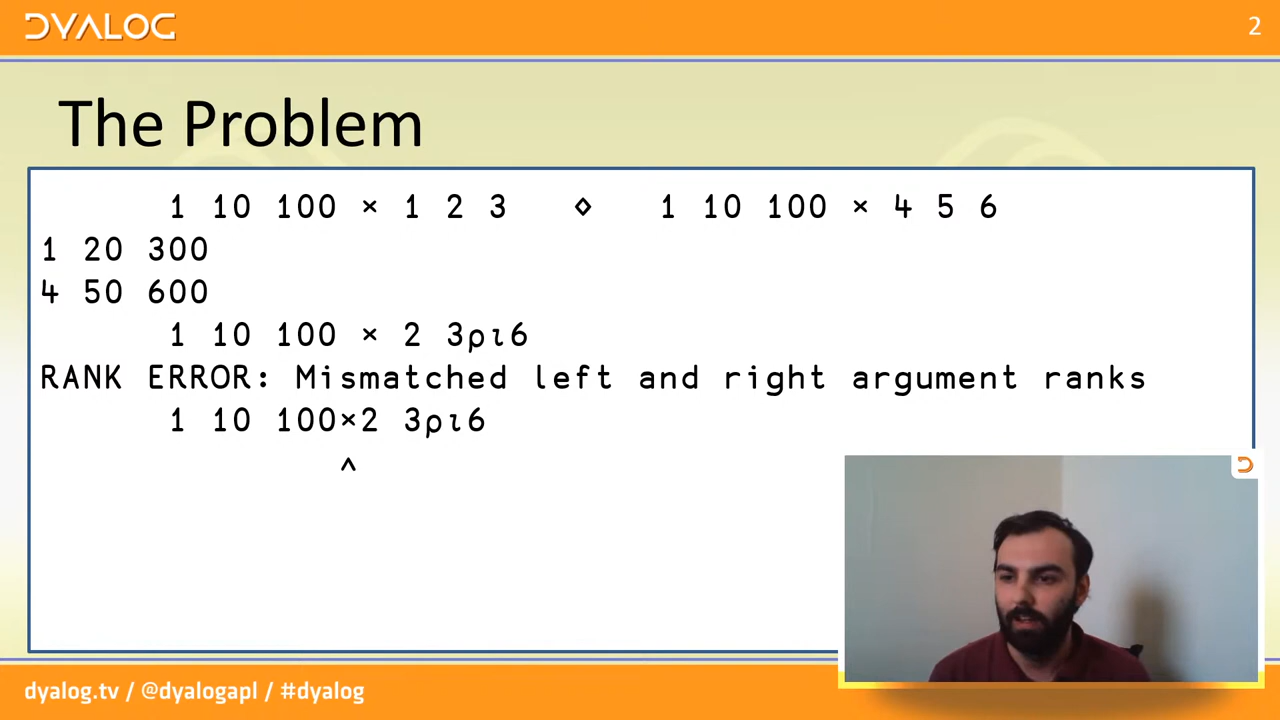 DYALOG
2
The Problem
1 10 100 × 1 2 3 ⋄ 1 10 100 × 4 5 6
1 20 300
4 50 600
1 10 100 × 2 3⍴⍳6
RANK ERROR: Mismatched left and right argument ranks
1 10 100×2 3⍴⍳6
^
dyalog.tv / @dyalogapl / #dyalog